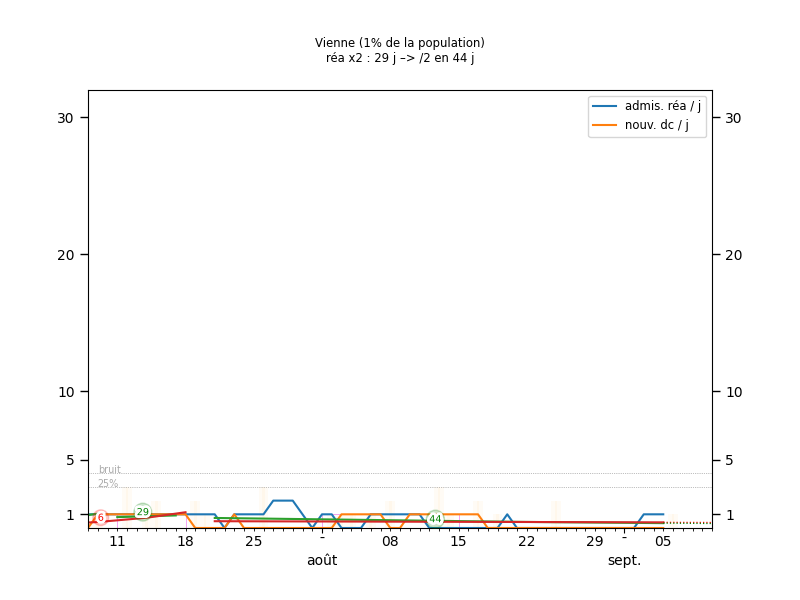 Vienne (1% de la population)
réa x2 : 29 j –> /2 en 44 j
admis. réa / j
nouv. dc / j
30 30
20 20
10 10
5 5
bruit
25%
1 1
6 29 44
11 18 25 - 08 15 22 29 - 05
août sept.